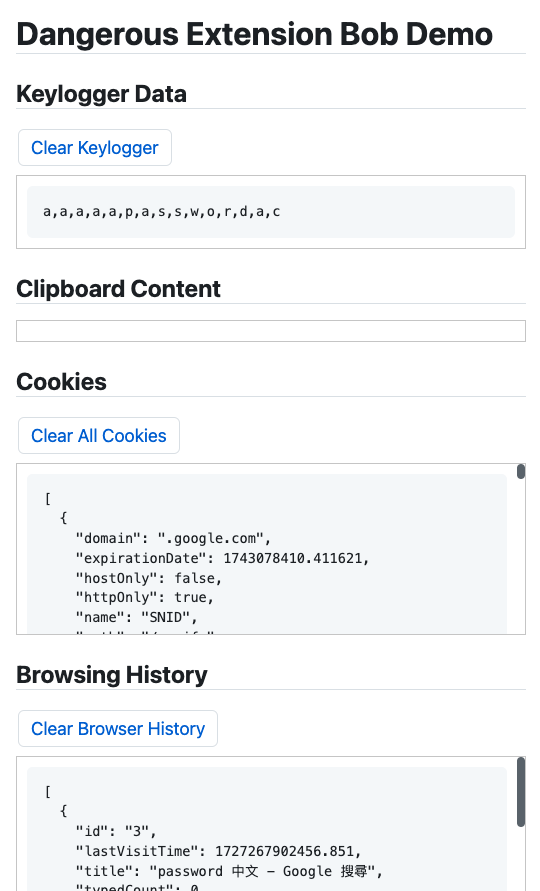 Dangerous Extension Bob Demo
Keylogger Data
Clear Keylogger
a,a,a,a,a,p,a,s,s,w,o,r,d,a,c
Clipboard Content
Cookies
Clear All Cookies
[
{
"domain": ".google.com",
"expirationDate": 1743078410.411621,
"hostOnly": false,
"httpOnly": true,
"name": "SNID",
Browsing History
Clear Browser History
[
{
"id": "3",
"lastVisitTime": 1727267902456.851,
"title": "password 中文 - Google 搜尋",
"typedCount": 0